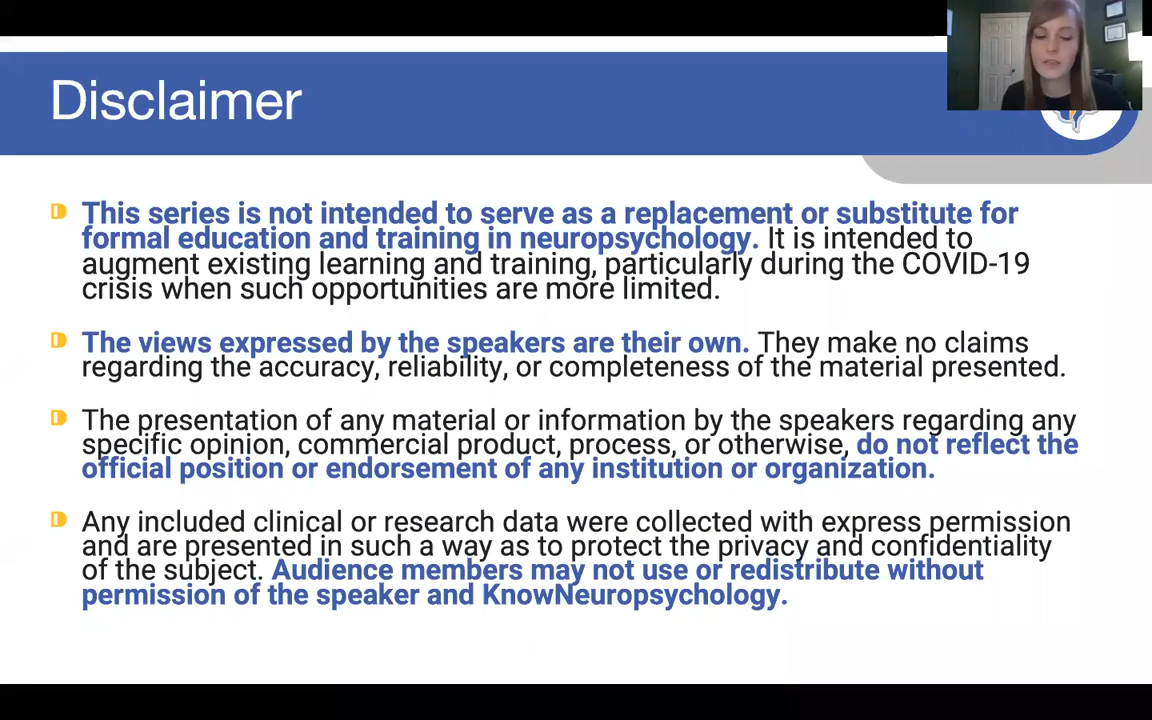 Disclaimer
This series is not intended to serve as a replacement or substitute for
formal education and training in neuropsychology. It is intended to
augment existing learning and training, particularly during the COVID-19
crisis when such opportunities are more limited.
The views expressed by the speakers are their own. They make no claims
regarding the accuracy, reliability, or completeness of the material presented.
The presentation of any material or information by the speakers regarding any
specific opinion, commercial product, process, or otherwise, do not reflect the
official position or endorsement of any institution or organization.
Any included clinical or research data were collected with express permission
and are presented in such a way as to protect the privacy and confidentiality
of the subject. Audience members may not use or redistribute without
permission of the speaker and KnowNeuropsychology.